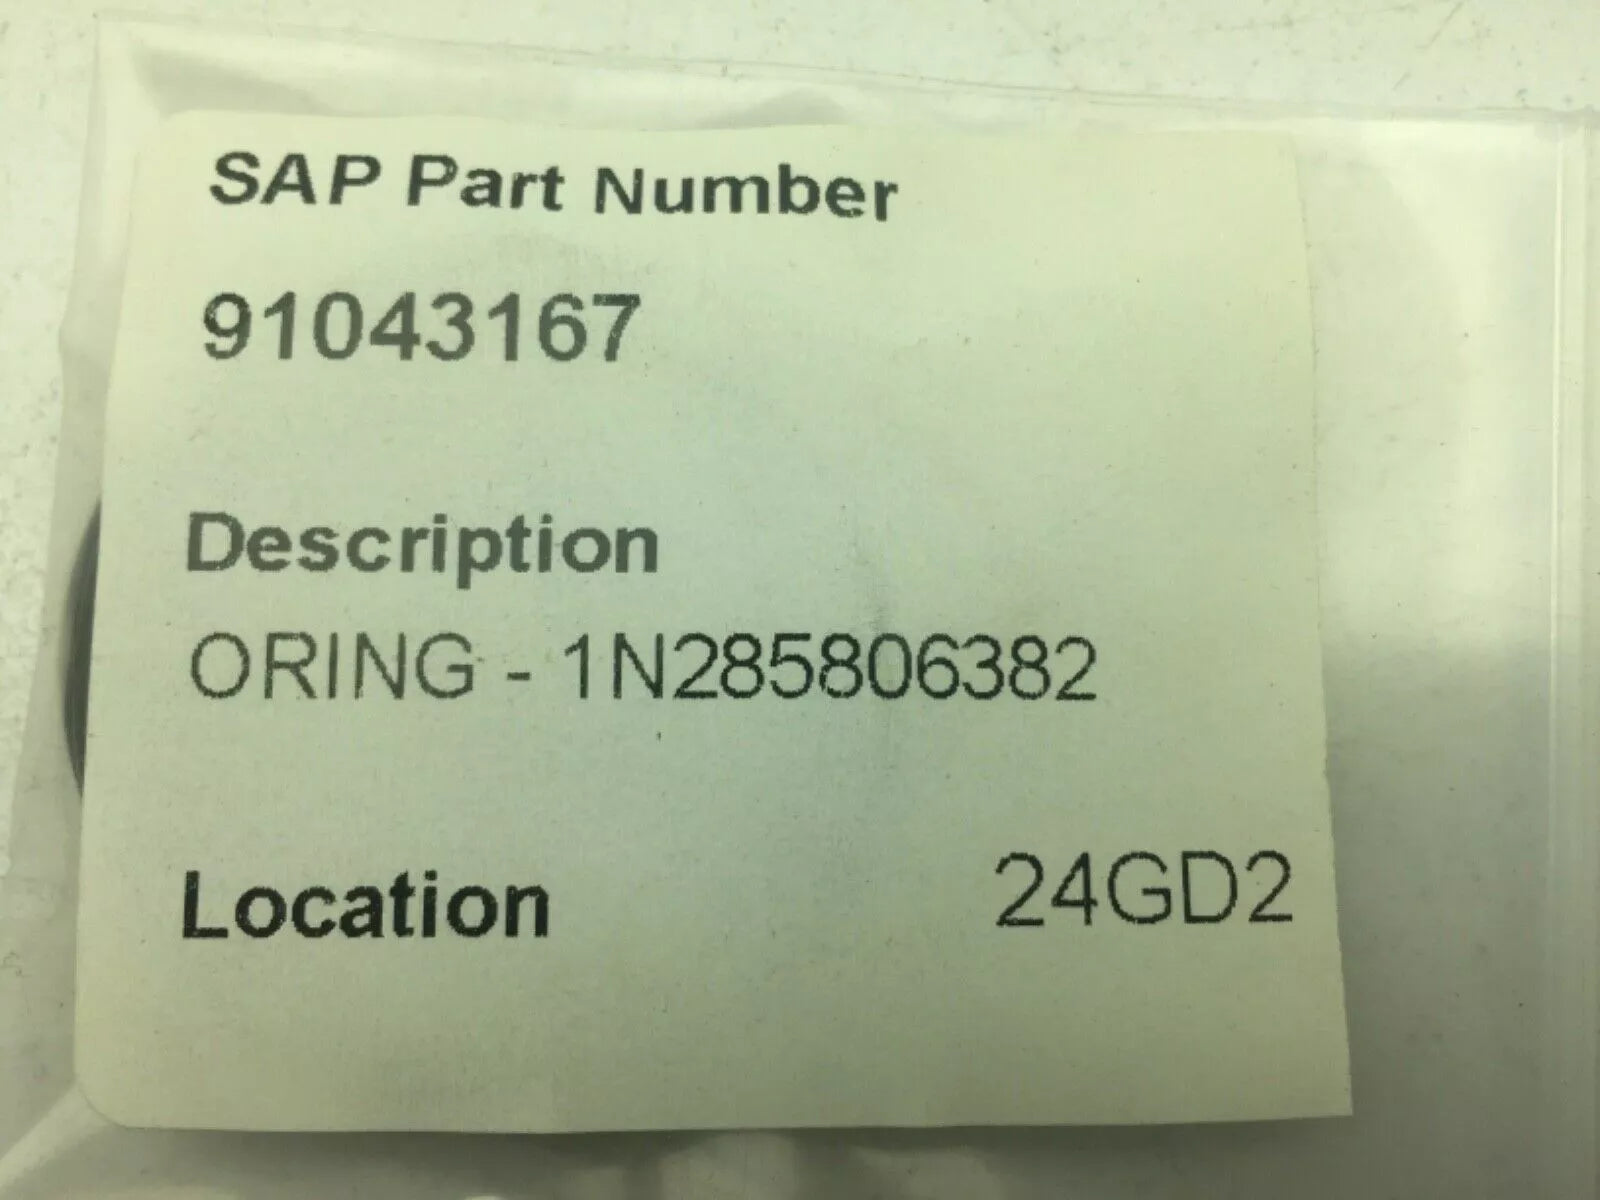 SAP Part Number
91043167
Description
ORING - 1N285806382
Location 24GD2